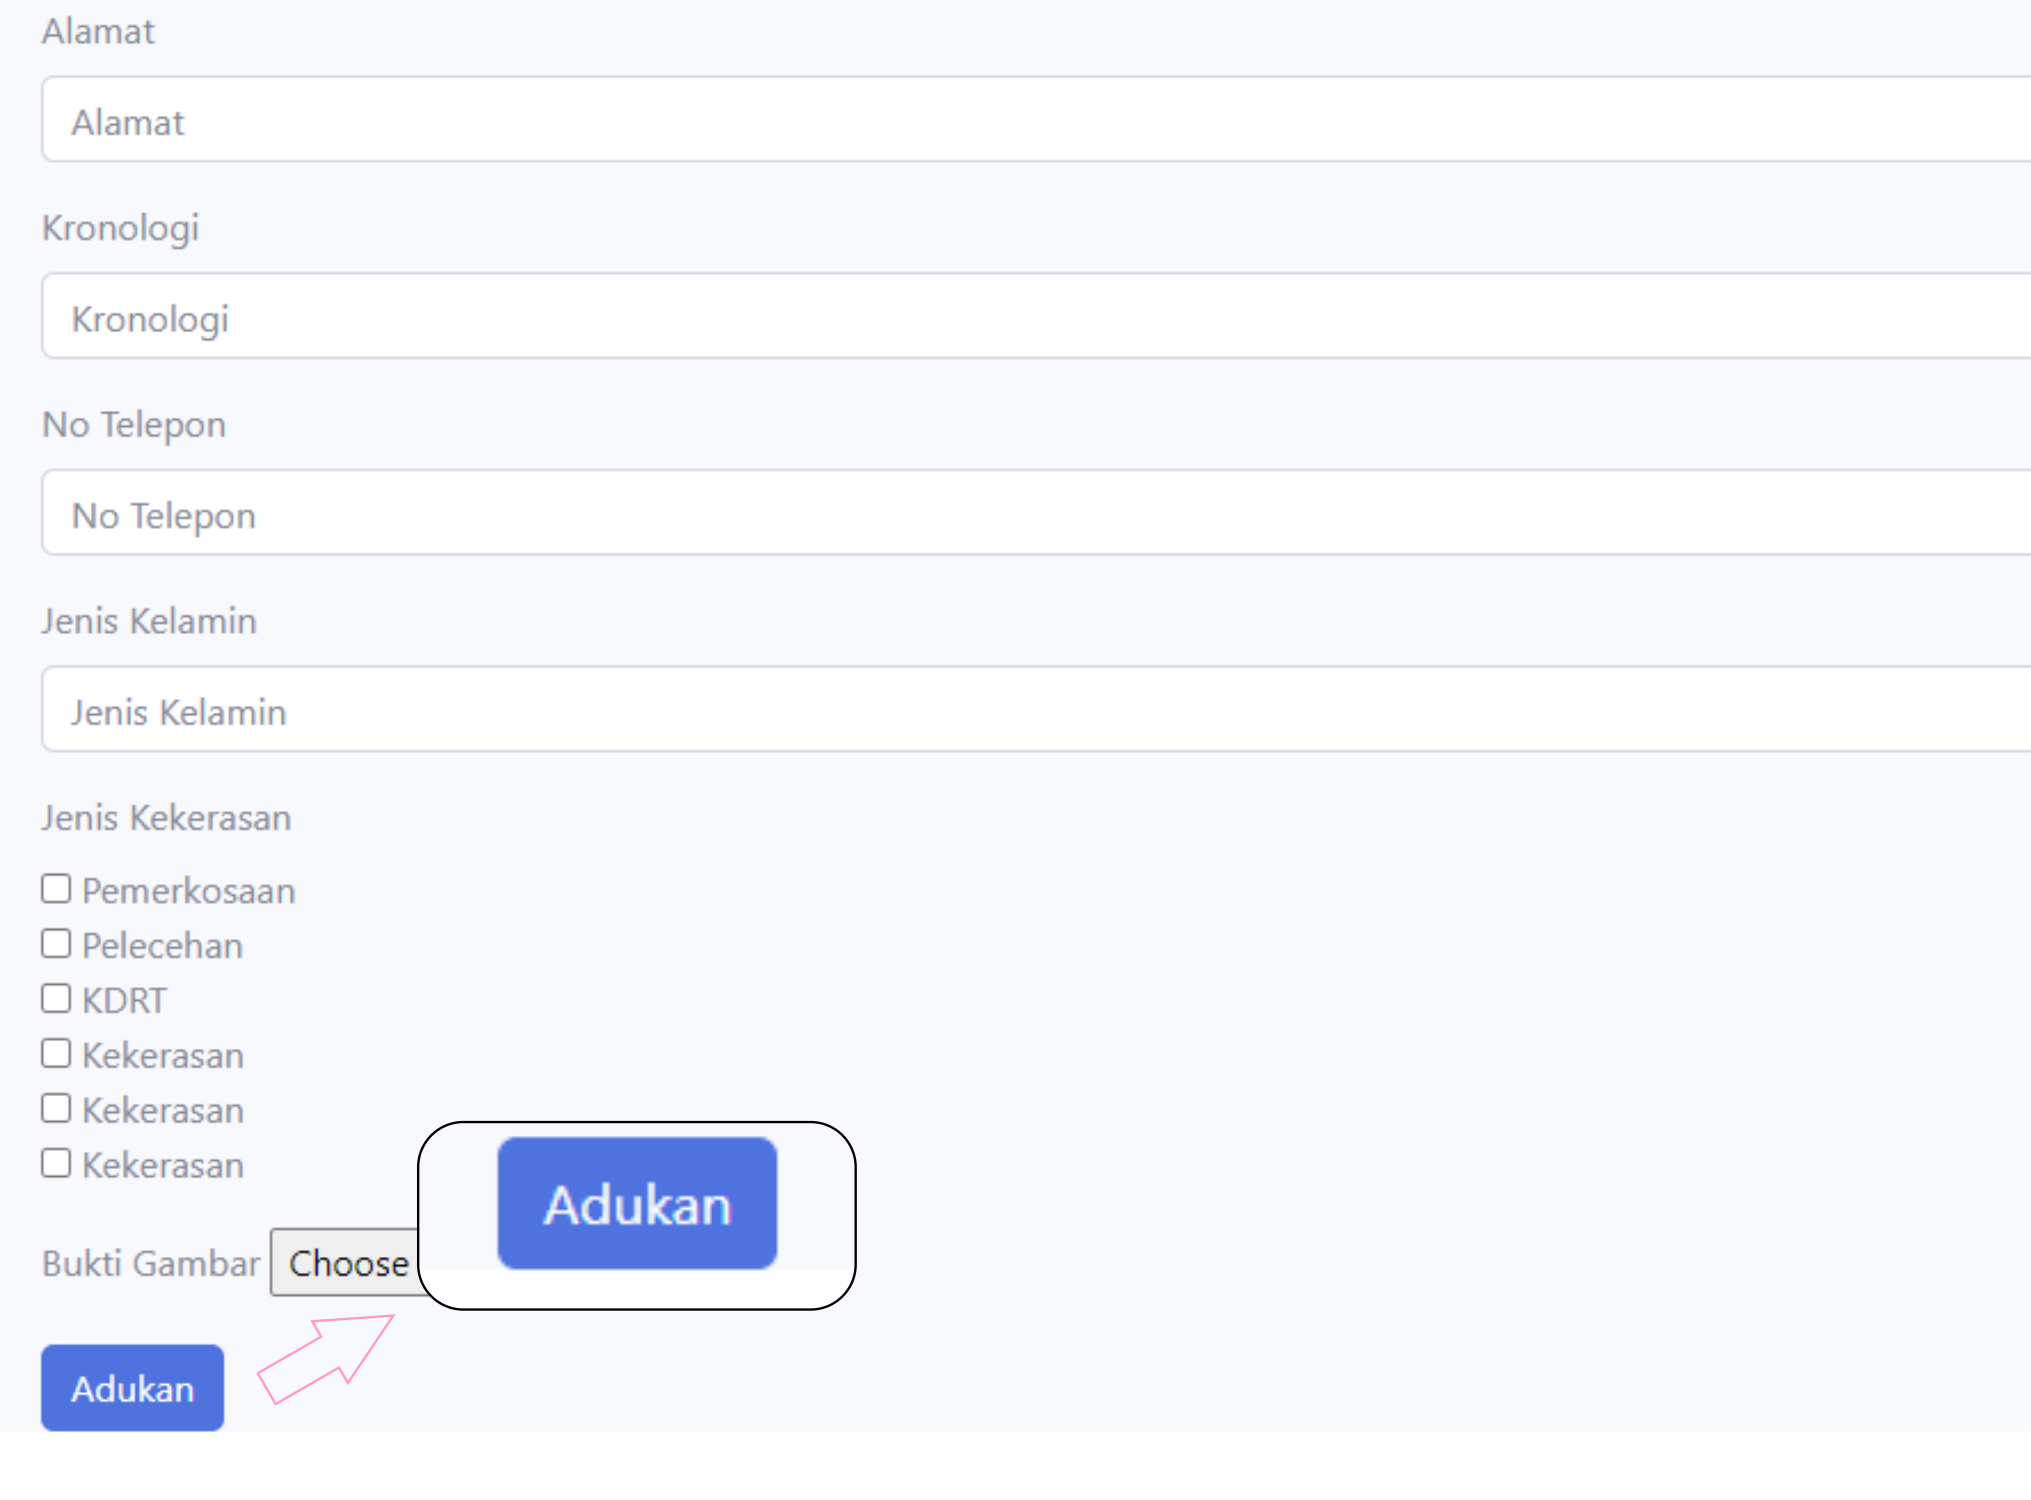 Alamat
Alamat
Kronologi
Kronologi
No Telepon
No Telepon
Jenis Kelamin
Jenis Kelamin
Jenis Kekerasan
Pemerkosaan
Pelecehan
KDRT
Kekerasan
Kekerasan
Kekerasan
Bukti Gambar Choose
Adukan
Adukan